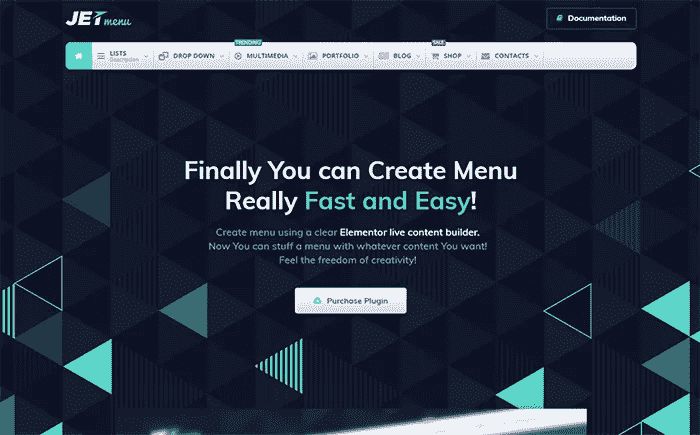 JET menu
Documentation
TRENDING SALE
LISTS DROP DOWN MULTIMEDIA PORTFOLIO BLOG SHOP CONTACTS
Description
Finally You can Create Menu
Really Fast and Easy!
Create menu using a clear Elementor live content builder.
Now You can stuff a menu with whatever content You want!
Feel the freedom of creativity!
Purchase Plugin